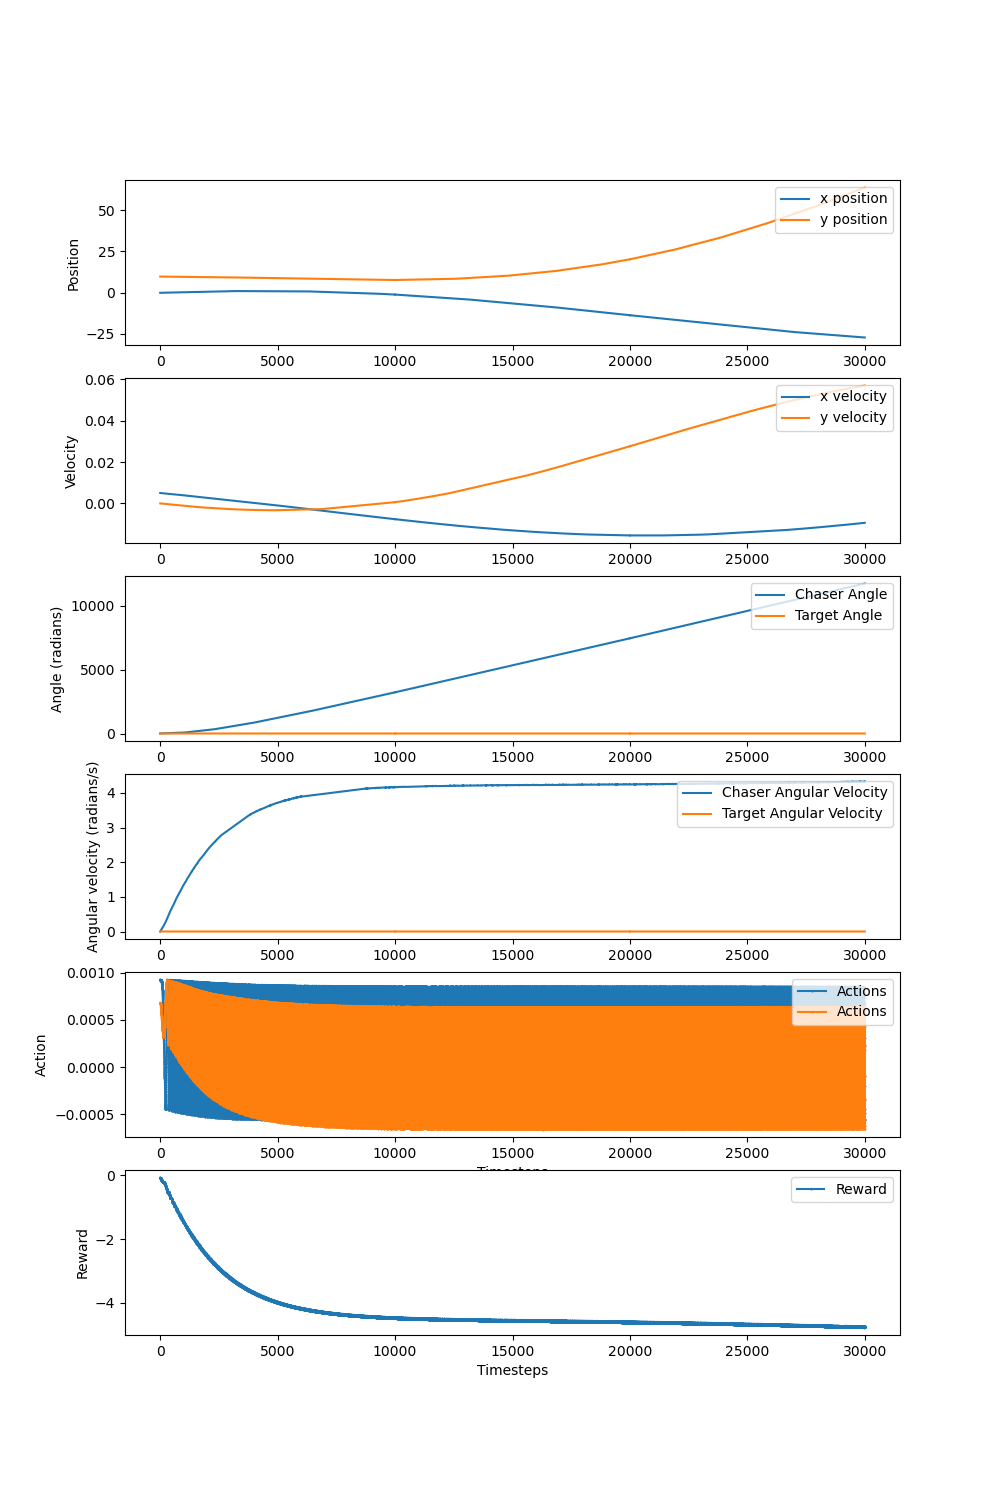 Position
50
25
0
−25
x position
y position
0 5000 10000 15000 20000 25000 30000
Velocity
0.06
0.04
0.02
0.00
x velocity
y velocity
0 5000 10000 15000 20000 25000 30000
Angle (radians)
10000
5000
0
Chaser Angle
Target Angle
0 5000 10000 15000 20000 25000 30000
Angular velocity (radians/s)
4
3
2
1
0
Chaser Angular Velocity
Target Angular Velocity
0 5000 10000 15000 20000 25000 30000
Action
0.0010
0.0005
0.0000
−0.0005
Actions
Actions
0 5000 10000 15000 20000 25000 30000
Timesteps
Reward
0
−2
−4
Reward
0 5000 10000 15000 20000 25000 30000
Timesteps